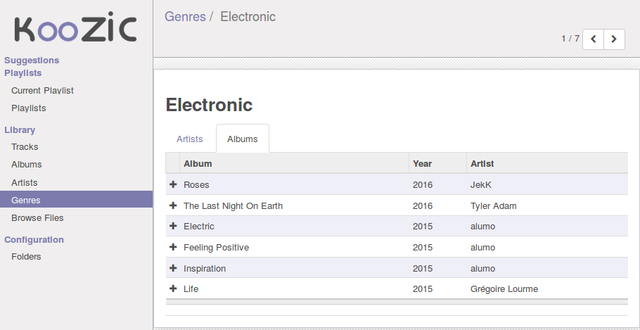 KOOZIC
Suggestions
Playlists
Current Playlist
Playlists
Library
Tracks
Albums
Artists
Genres
Browse Files
Configuration
Folders
Genres / Electronic
1 / 7
Electronic
Artists Albums
Album Year Artist
Roses 2016 JekK
The Last Night On Earth 2016 Tyler Adam
Electric 2015 alumo
Feeling Positive 2015 alumo
Inspiration 2015 alumo
Life 2015 Grégoire Lourme